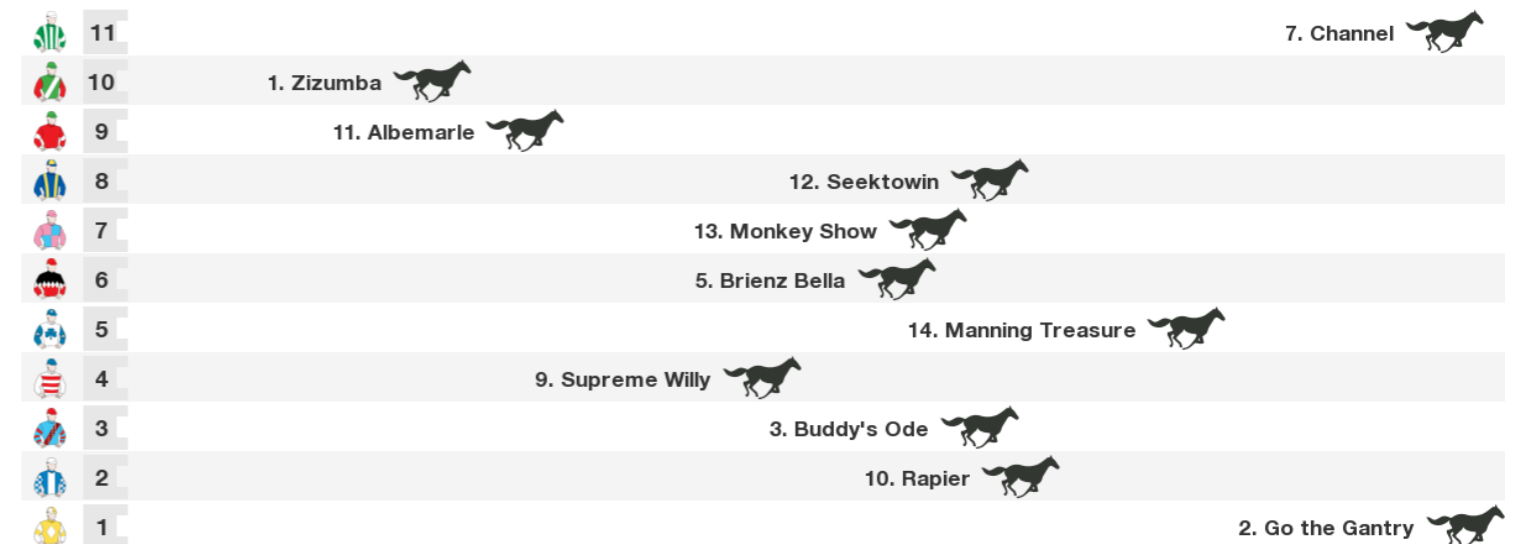 11 7. Channel
10 1. Zizumba
9 11. Albemarle
8 12. Seektowin
7 13. Monkey Show
6 5. Brienz Bella
5 14. Manning Treasure
4 9. Supreme Willy
3 3. Buddy's Ode
2 10. Rapier
1 2. Go the Gantry